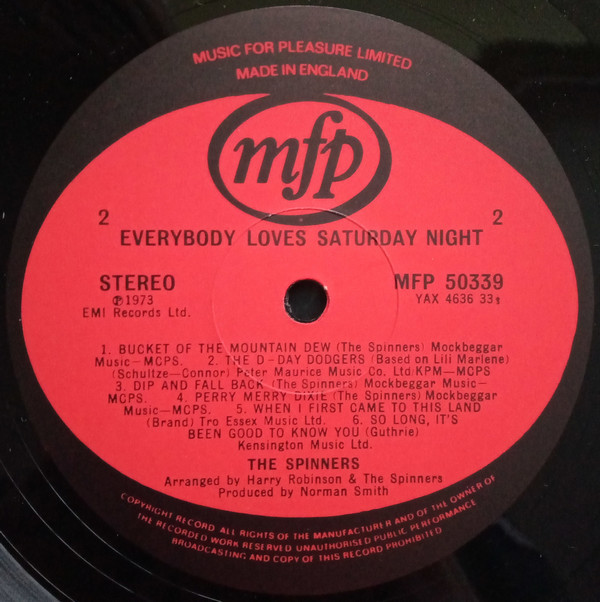 MUSIC FOR PLEASURE LIMITED
MADE IN ENGLAND
mfp
2 2
EVERYBODY LOVES SATURDAY NIGHT
STEREO MFP 50339
℗1973 YAX 4636 33⅓
EMI Records Ltd.
1. BUCKET OF THE MOUNTAIN DEW (The Spinners) Mockbeggar
Music–MCPS. 2. THE D-DAY DODGERS (Based on Lili Marlene)
(Schultze–Connor) Peter Maurice Music Co. Ltd:KPM–MCPS
3. DIP AND FALL BACK (The Spinners) Mockbeggar Music–
MCPS. 4. PERRY MERRY DIXIE (The Spinners) Mockbeggar
Music–MCPS. 5. WHEN I FIRST CAME TO THIS LAND
(Brand) Tro Essex Music Ltd. 6. SO LONG, IT'S
BEEN GOOD TO KNOW YOU (Guthrie)
Kensington Music Ltd.
THE SPINNERS
Arranged by Harry Robinson & The Spinners
Produced by Norman Smith
COPYRIGHT RECORD ALL RIGHTS OF THE MANUFACTURER AND OF THE OWNER OF
THE RECORDED WORK RESERVED UNAUTHORISED PUBLIC PERFORMANCE
BROADCASTING AND COPY OF THIS RECORD PROHIBITED